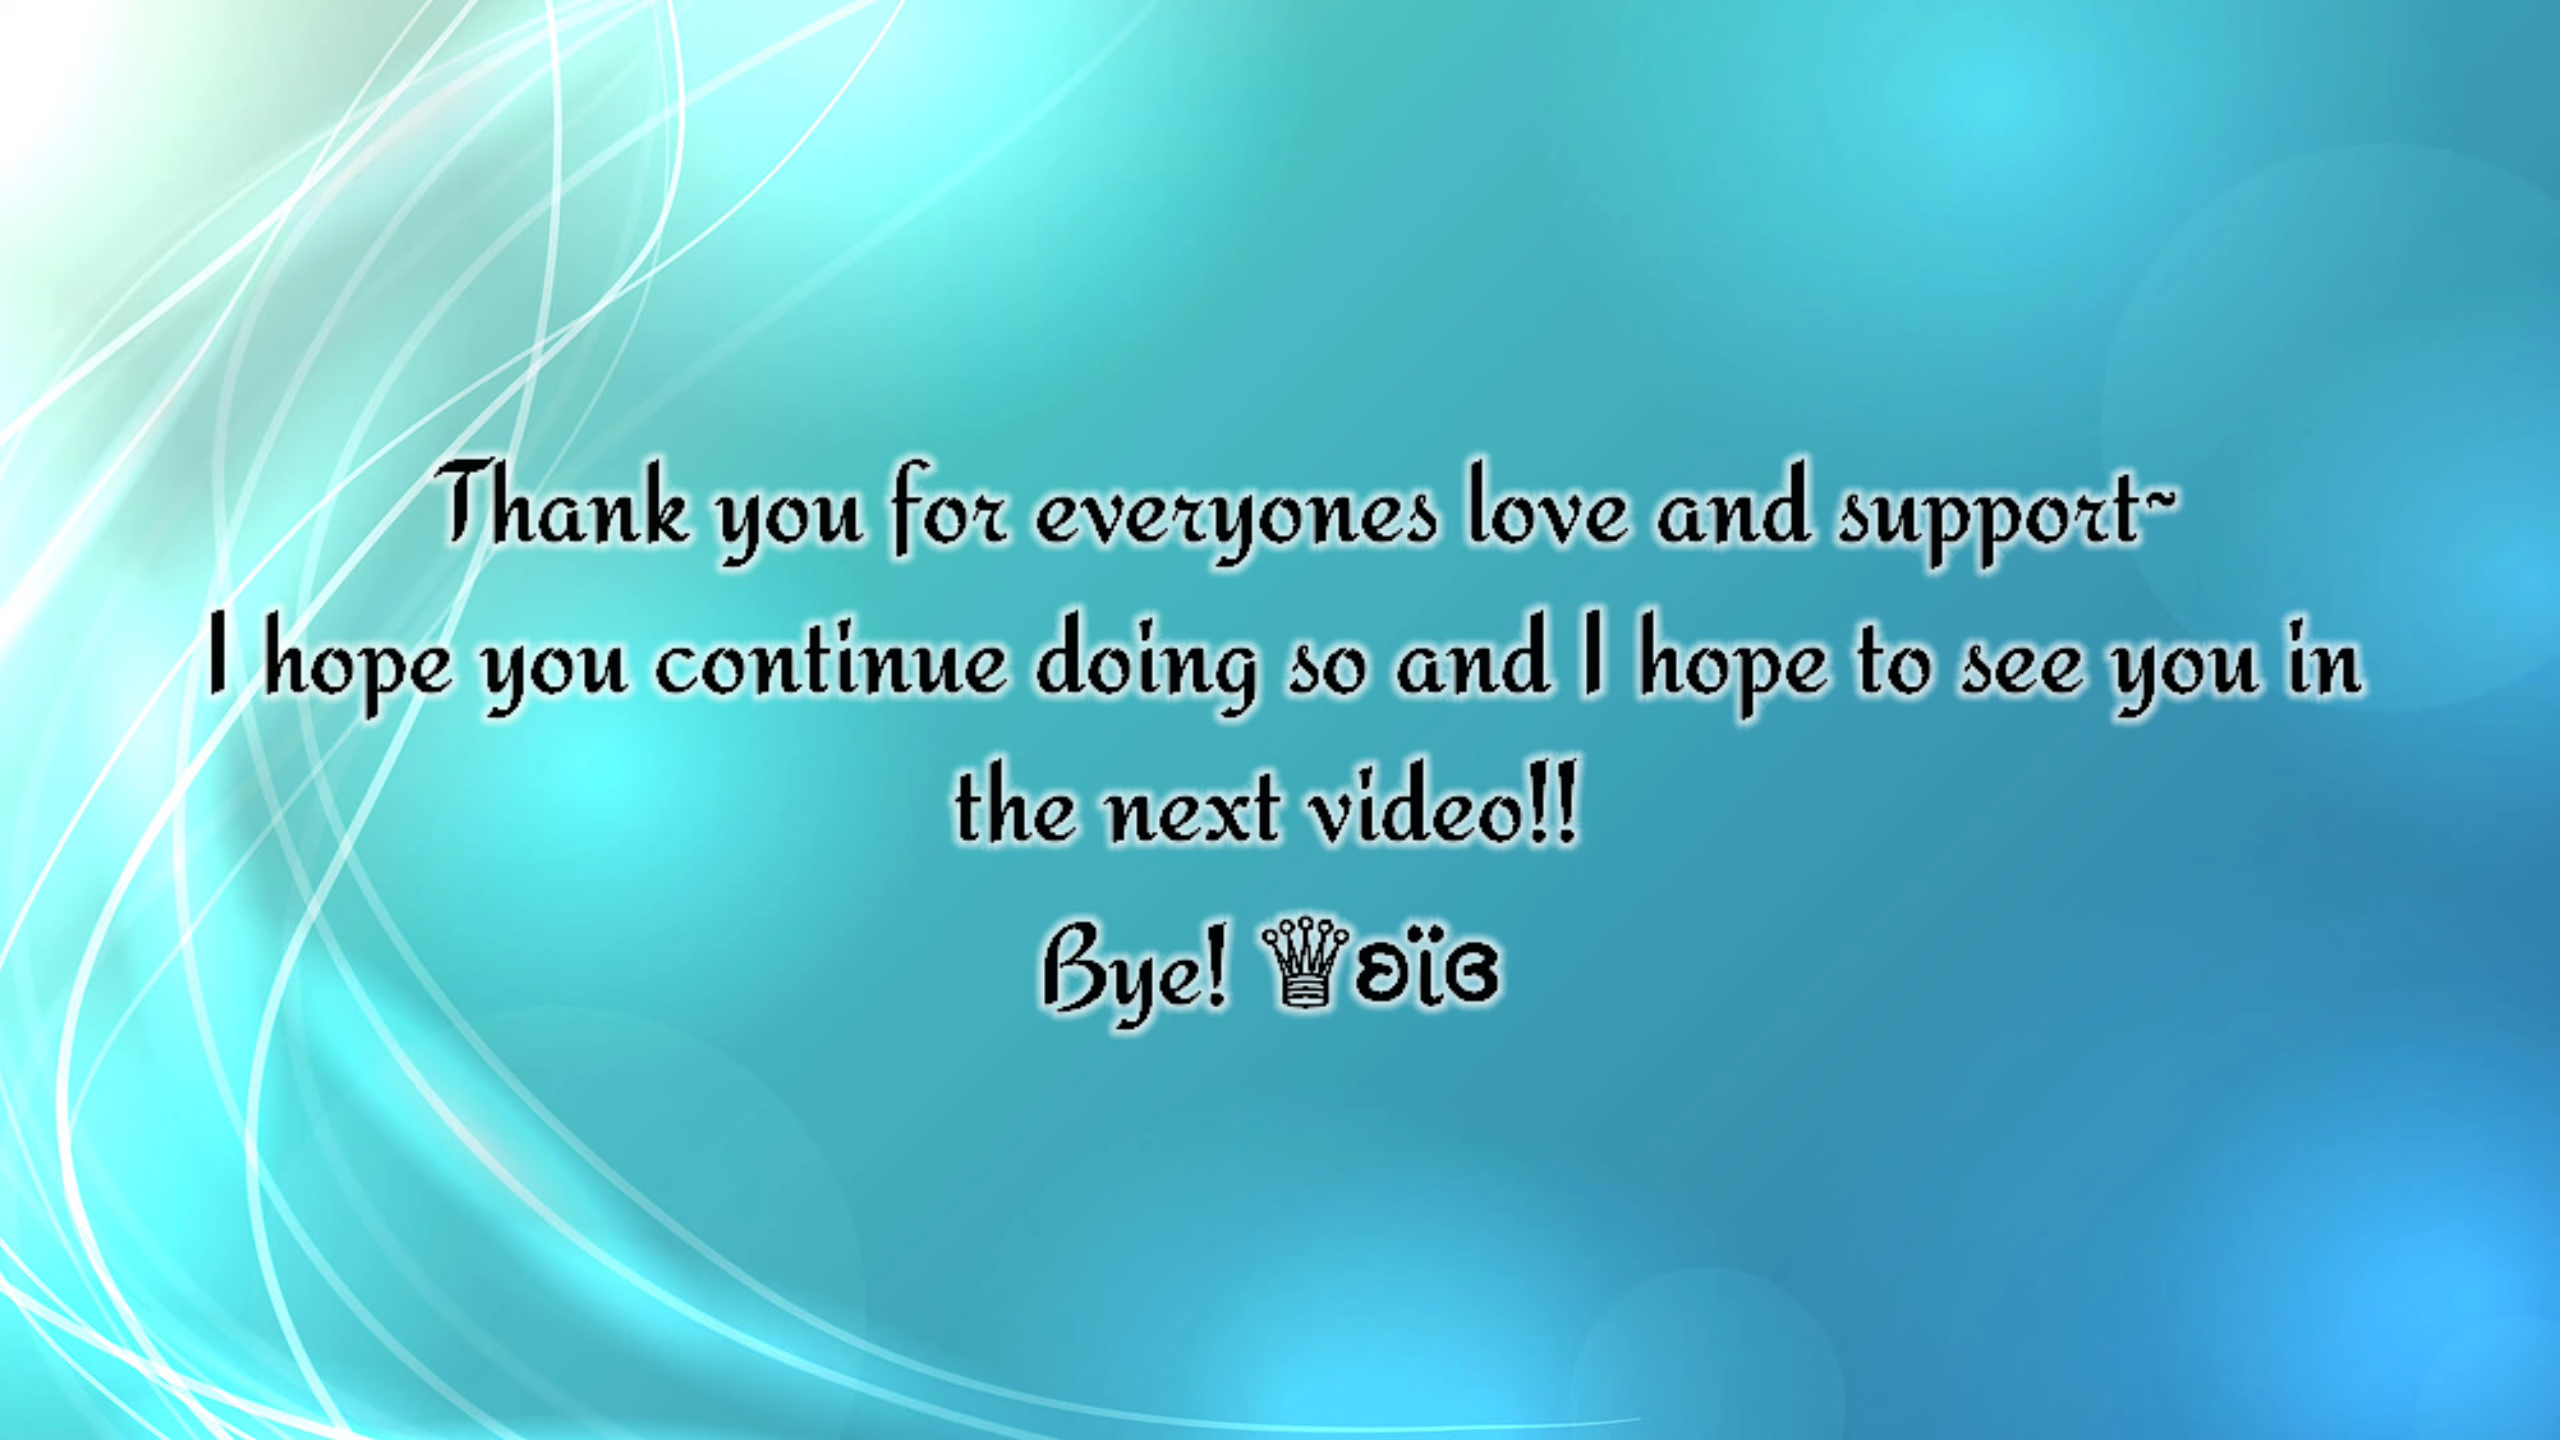 Thank you for everyones love and support~
I hope you continue doing so and I hope to see you in
the next video!!
Bye! ♕ʚïɞ